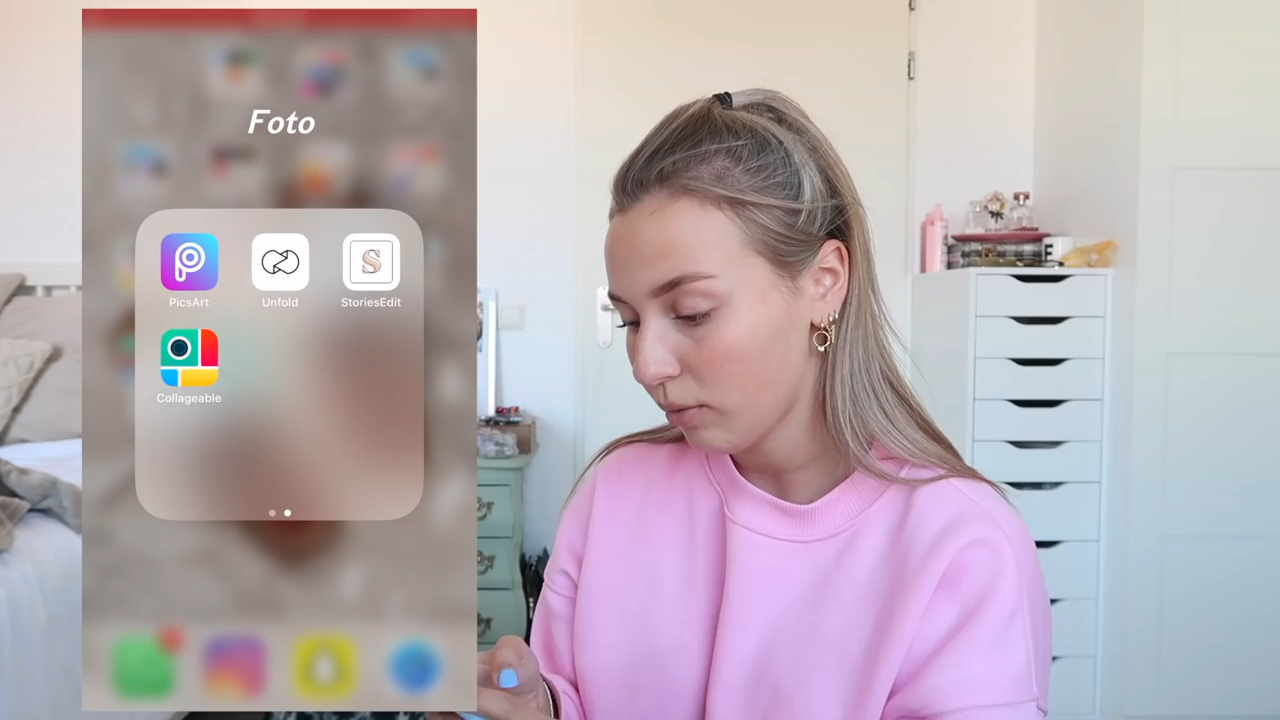 Foto
PicsArt
Unfold
S
StoriesEdit
Collageable
E